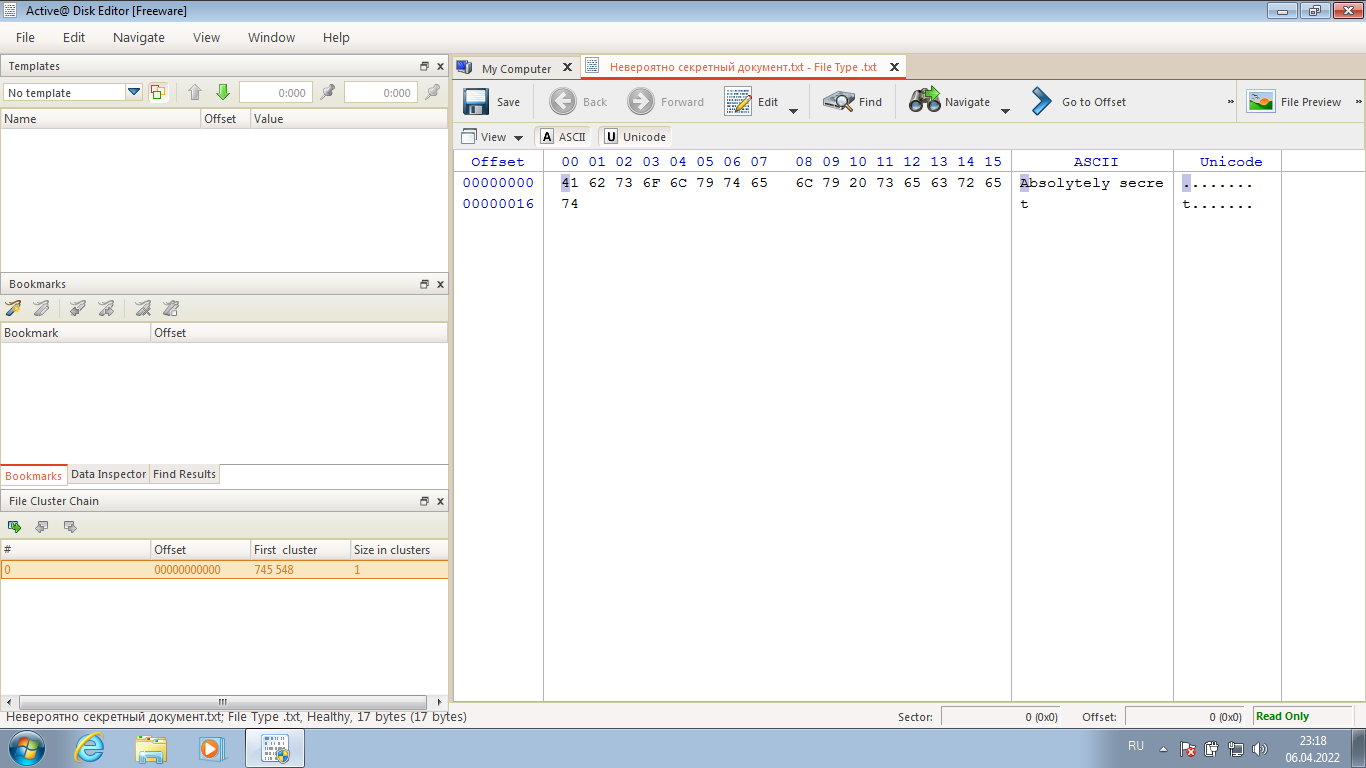 Active@ Disk Editor [Freeware]
File Edit Navigate View Window Help
Templates
No template 0:000 0:000
Name Offset Value
Bookmarks
Bookmark Offset
Bookmarks Data Inspector Find Results
File Cluster Chain
# Offset First cluster Size in clusters
0 00000000000 745 548 1
My Computer Невероятно секретный документ.txt - File Type .txt
Save Back Forward Edit Find Navigate Go to Offset » File Preview »
View A ASCII U Unicode
Offset 00 01 02 03 04 05 06 07 08 09 10 11 12 13 14 15 ASCII Unicode
00000000 41 62 73 6F 6C 79 74 65 6C 79 20 73 65 63 72 65 Absolytely secre ........
00000016 74 t t.......
Невероятно секретный документ.txt; File Type .txt, Healthy, 17 bytes (17 bytes)
Sector: 0 (0x0) Offset: 0 (0x0) Read Only
RU 23:18
06.04.2022